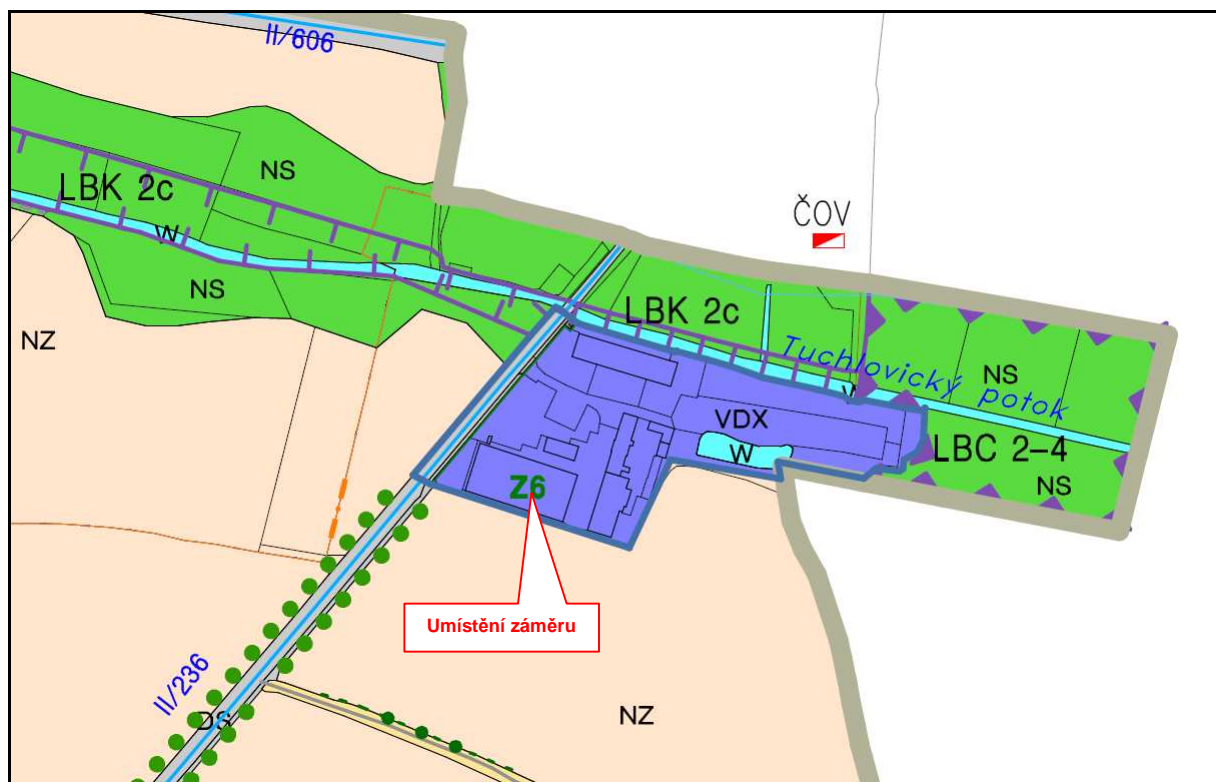 II/606
NS
LBK 2c
W
NS
NZ
ČOV
LBK 2c
Tuchlovický potok
NS
W
VDX
W
LBC 2-4
NS
Z6
Umístění záměru
II/236
DS
NZ